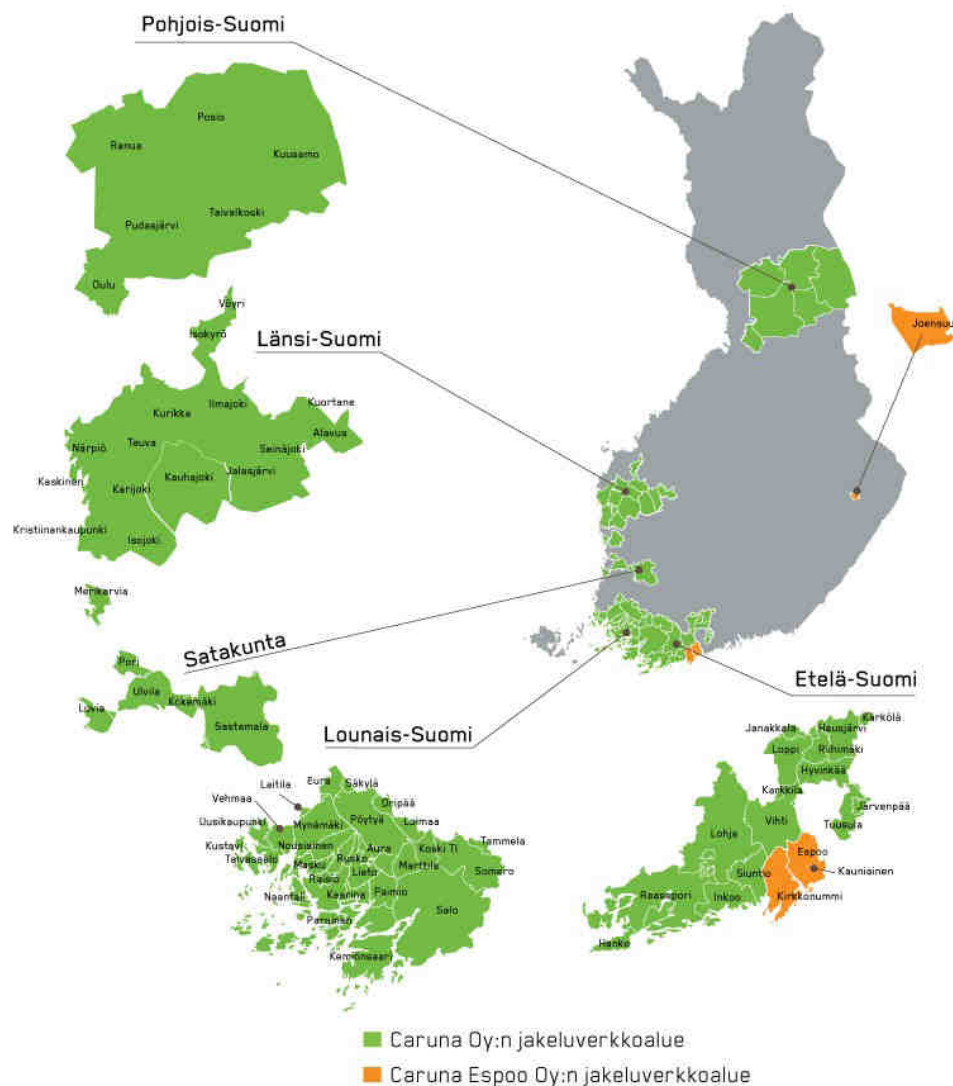 Pohjois-Suomi
Posio
Ranua
Kuusamo
Taivalkoski
Pudasjärvi
Oulu
Joensuu
Länsi-Suomi
Vöyri
Isokyrö
Kuortane
Ilmajoki
Kurikka
Alavus
Teuva
Närpiö
Seinäjoki
Kauhajoki
Jalasjärvi
Kaskinen
Karijoki
Kristiinankaupunki
Isojoki
Merikarvia
Satakunta
Pori
Ulvila
Kokemäki
Luvia
Sastamala
Etelä-Suomi
Kärkölä
Janakkala
Hausjärvi
Loppi
Riihimäki
Hyvinkää
Karkkila
Järvenpää
Vihti
Tuusula
Lohja
Espoo
Kauniainen
Siuntio
Kirkkonummi
Raasepori
Inkoo
Hanko
Lounais-Suomi
Eura
Säkylä
Laitila
Oripää
Vehmaa
Loimaa
Uusikaupunki
Mynämäki
Pöytyä
Tammela
Kustavi
Nousiainen
Aura
Koski Tl
Taivassalo
Rusko
Masku
Marttila
Somero
Lieto
Raisio
Naantali
Kaarina
Paimio
Salo
Parainen
Kemiönsaari
Caruna Oy:n jakeluverkkoalue
Caruna Espoo Oy:n jakeluverkkoalue